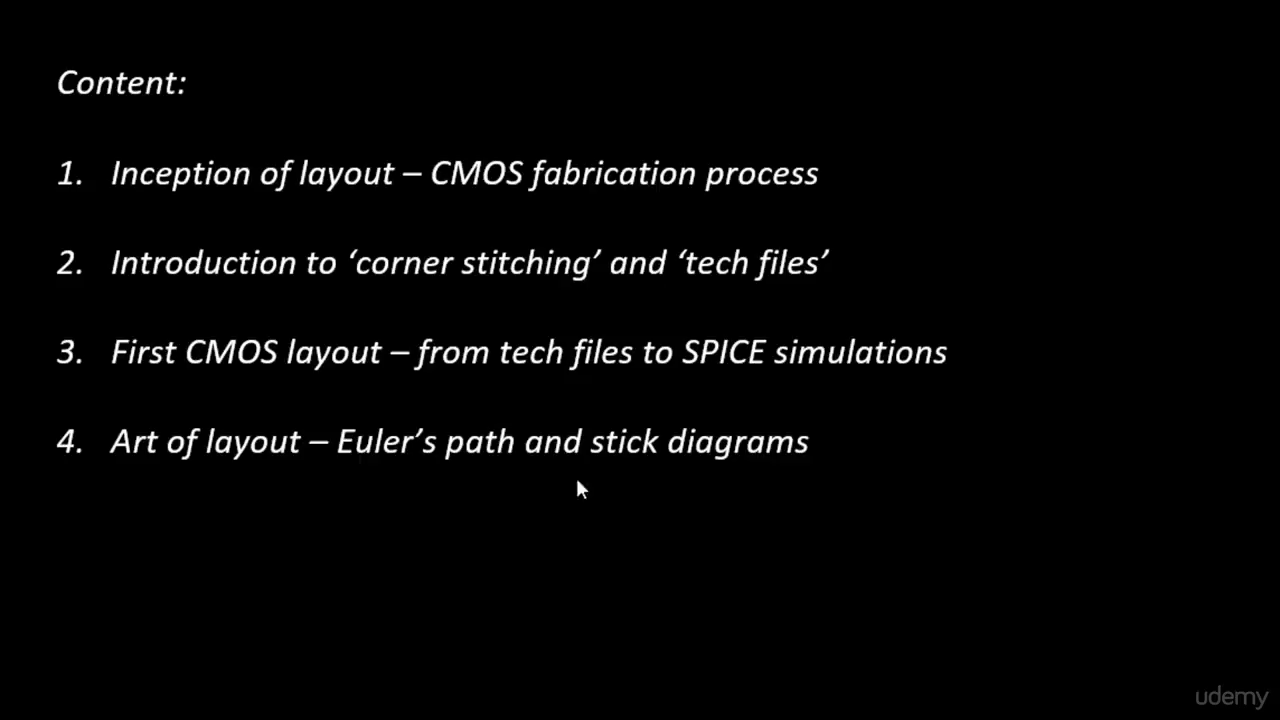 Content:
1. Inception of layout – CMOS fabrication process
2. Introduction to ‘corner stitching’ and ‘tech files’
3. First CMOS layout – from tech files to SPICE simulations
4. Art of layout – Euler’s path and stick diagrams
udemy